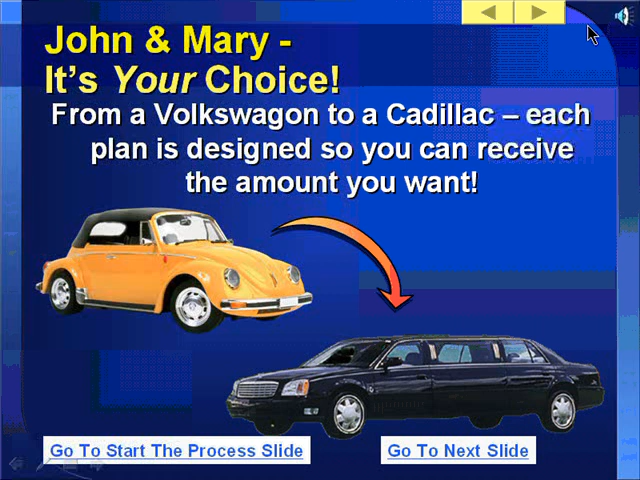 John & Mary -
It's Your Choice!
From a Volkswagon to a Cadillac – each
plan is designed so you can receive
the amount you want!
Go To Start The Process Slide
Go To Next Slide